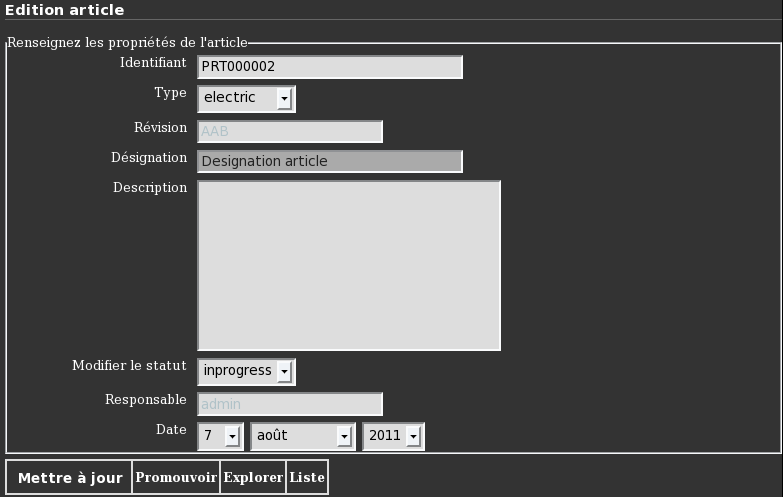 Edition article
Renseignez les propriétés de l'article
Identifiant PRT000002
Type electric
Révision AAB
Désignation Designation article
Description
Modifier le statut inprogress
Responsable admin
Date 7 août 2011
Mettre à jour Promouvoir Explorer Liste